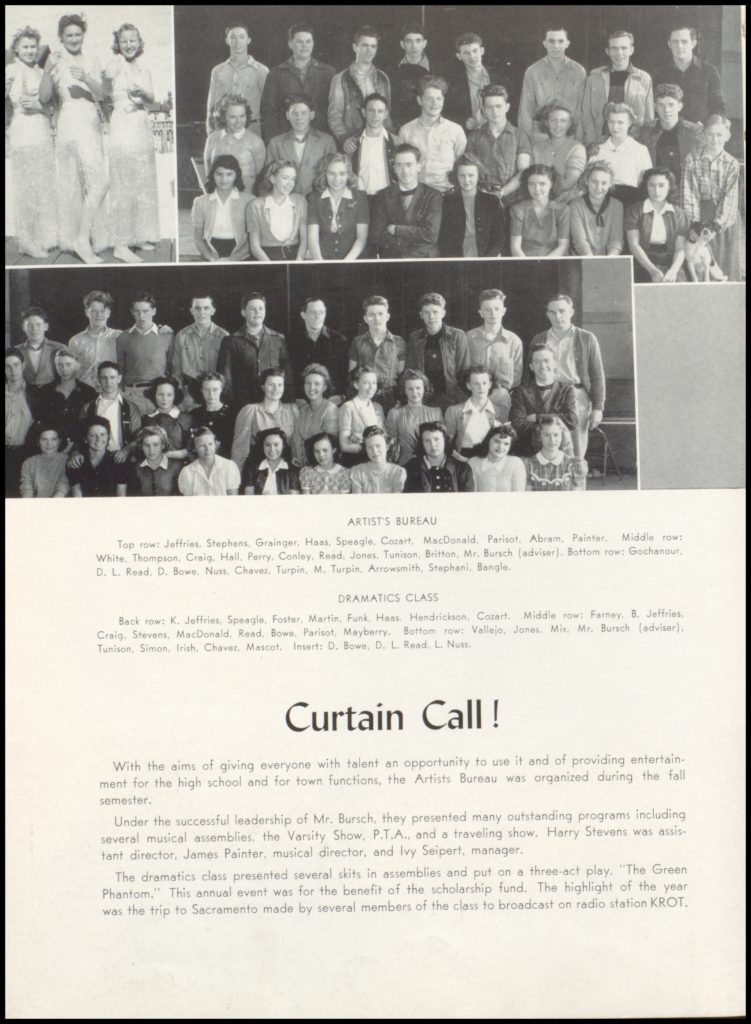 ARTIST'S BUREAU
Top row: Jeffries, Stephens, Grainger, Haas, Speagle, Cozart, MacDonald, Parisot, Abram, Painter. Middle row:
White, Thompson, Craig, Hall, Perry, Conley, Read, Jones, Tunison, Britton, Mr. Bursch (adviser). Bottom row: Gochanour,
D. L. Read, D. Bowe, Nuss, Chavez, Turpin, M. Turpin, Arrowsmith, Stephani, Bangle.
DRAMATICS CLASS
Back row: K. Jeffries, Speagle, Foster, Martin, Funk, Haas, Hendrickson, Cozart. Middle row: Farney, B. Jeffries,
Craig, Stevens, MacDonald, Read, Bowe, Parisot, Mayberry. Bottom row: Vallejo, Jones, Mix, Mr. Bursch (adviser),
Tunison, Simon, Irish, Chavez, Mascot. Insert: D. Bowe, D. L. Read, L. Nuss.
Curtain Call!
With the aims of giving everyone with talent an opportunity to use it and of providing entertain-
ment for the high school and for town functions, the Artists Bureau was organized during the fall
semester.
Under the successful leadership of Mr. Bursch, they presented many outstanding programs including
several musical assemblies, the Varsity Show, P.T.A., and a traveling show. Harry Stevens was assis-
tant director, James Painter, musical director, and Ivy Seipert, manager.
The dramatics class presented several skits in assemblies and put on a three-act play, "The Green
Phantom." This annual event was for the benefit of the scholarship fund. The highlight of the year
was the trip to Sacramento made by several members of the class to broadcast on radio station KROT.